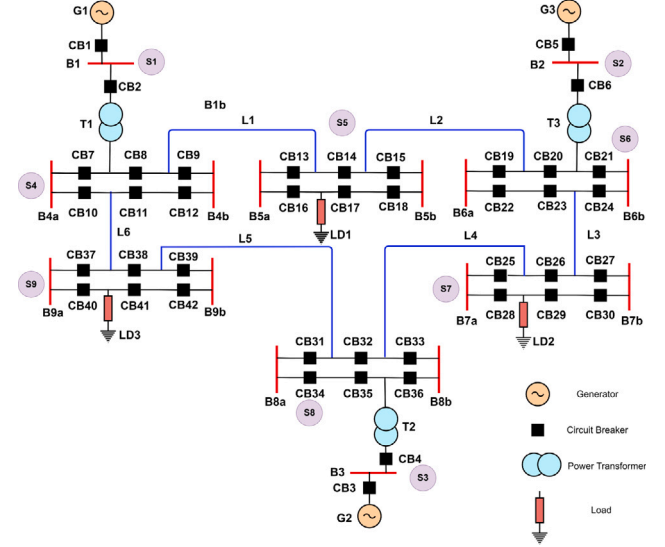 G1
G3
CB1
CB5
B1
S1
B2
S2
CB2
CB6
B1b
T1
L1
S5
L2
T3
S6
CB7
CB8
CB9
CB13
CB14
CB15
CB19
CB20
CB21
S4
CB10
CB11
CB12
CB16
CB17
CB18
CB22
CB23
CB24
B4a
B4b
B5a
B5b
B6a
B6b
L6
LD1
L5
L4
L3
CB37
CB38
CB39
CB25
CB26
CB27
S9
S7
CB40
CB41
CB42
CB28
CB29
CB30
B9a
B9b
B7a
B7b
LD3
LD2
CB31
CB32
CB33
CB34
CB35
CB36
B8a
B8b
S8
T2
CB4
B3
S3
CB3
G2
Generator
Circuit Breaker
Power Transformer
Load